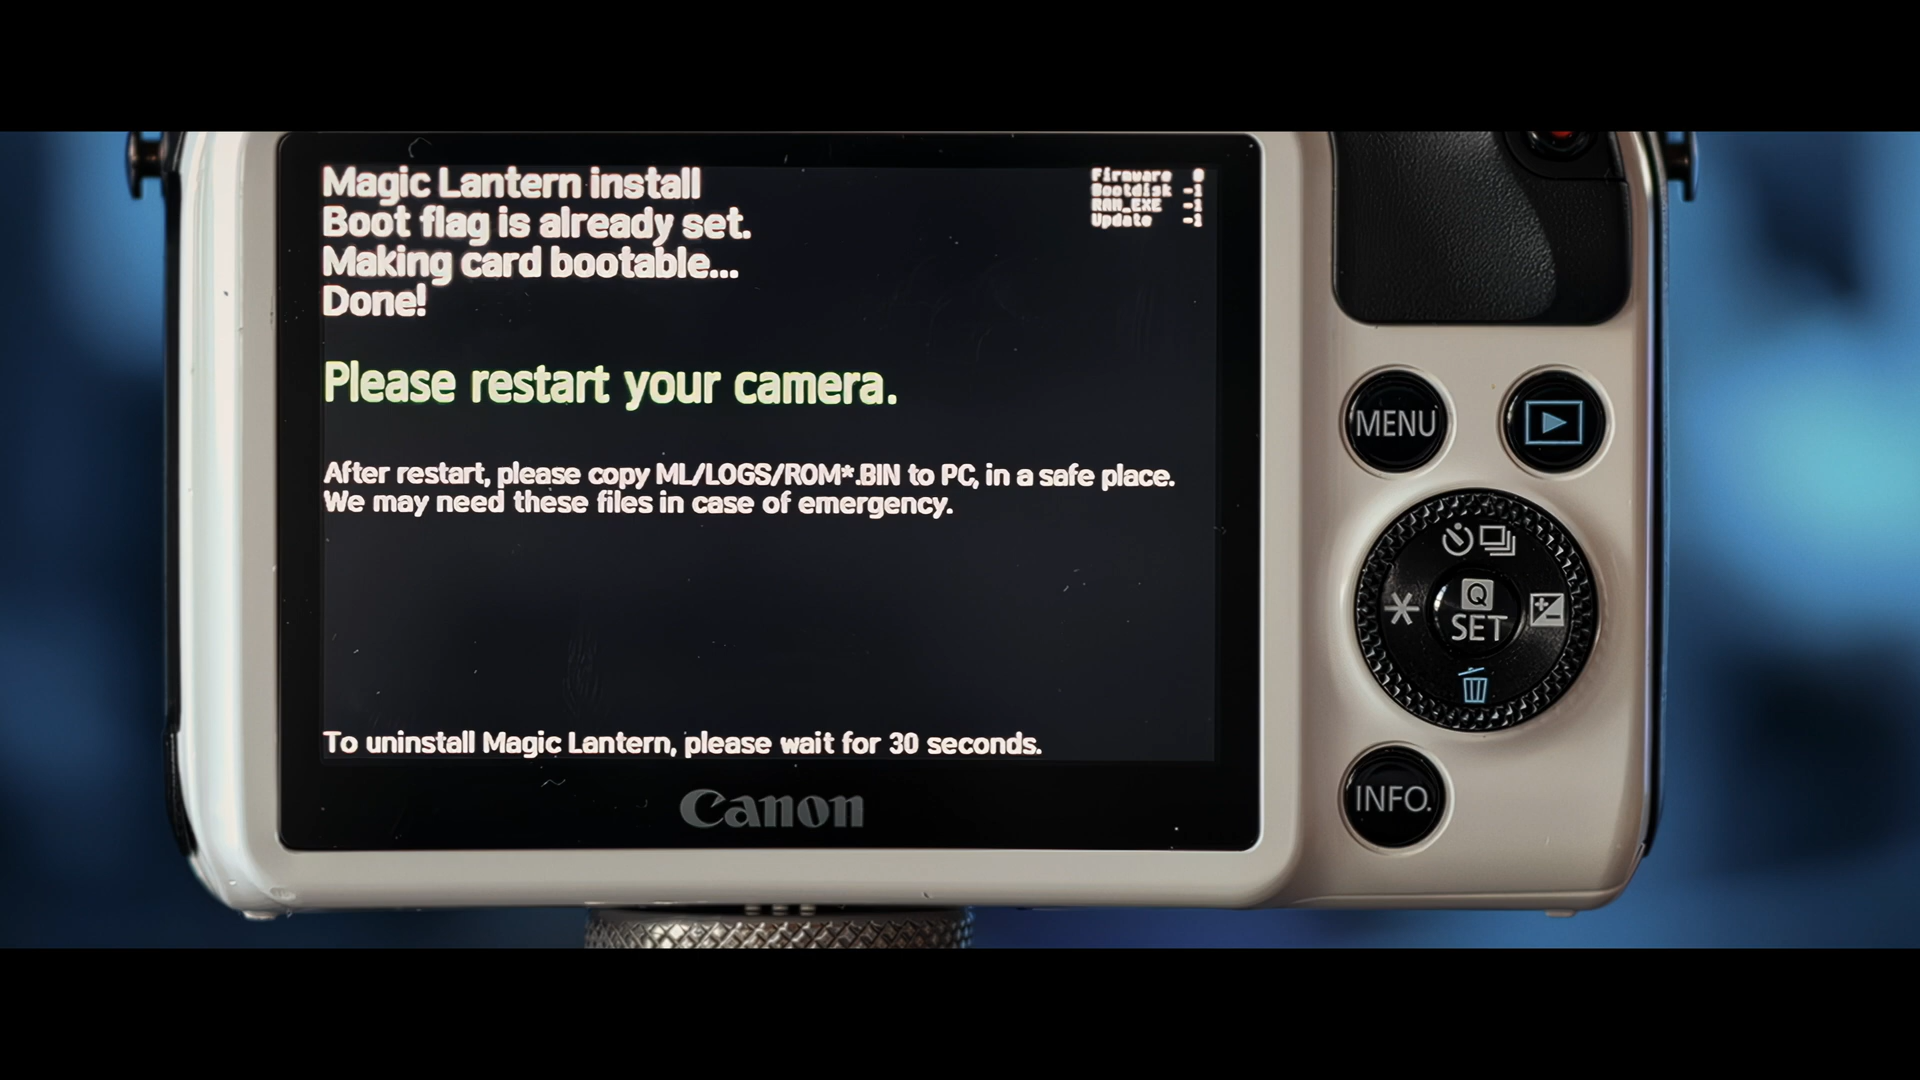 Magic Lantern install
Boot flag is already set.
Making card bootable...
Done!
Firmware 0
Bootdisk -1
RAM_EXE -1
Update -1
Please restart your camera.
After restart, please copy ML/LOGS/ROM*.BIN to PC, in a safe place.
We may need these files in case of emergency.
To uninstall Magic Lantern, please wait for 30 seconds.
Canon
MENU
Q
SET
INFO.